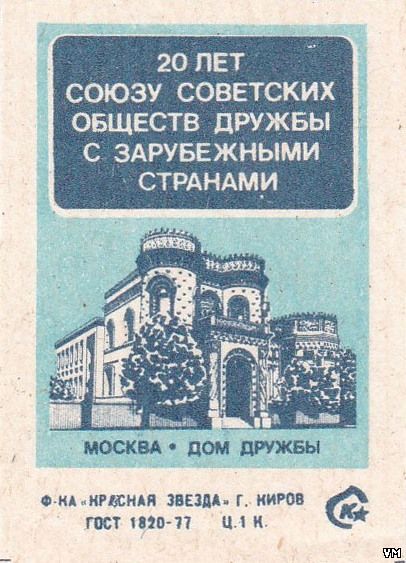 20 ЛЕТ
СОЮЗУ СОВЕТСКИХ
ОБЩЕСТВ ДРУЖБЫ
С ЗАРУБЕЖНЫМИ
СТРАНАМИ
МОСКВА • ДОМ ДРУЖБЫ
Ф-КА «КРАСНАЯ ЗВЕЗДА» Г. КИРОВ
ГОСТ 1820-77 Ц. 1 К.
К
VM